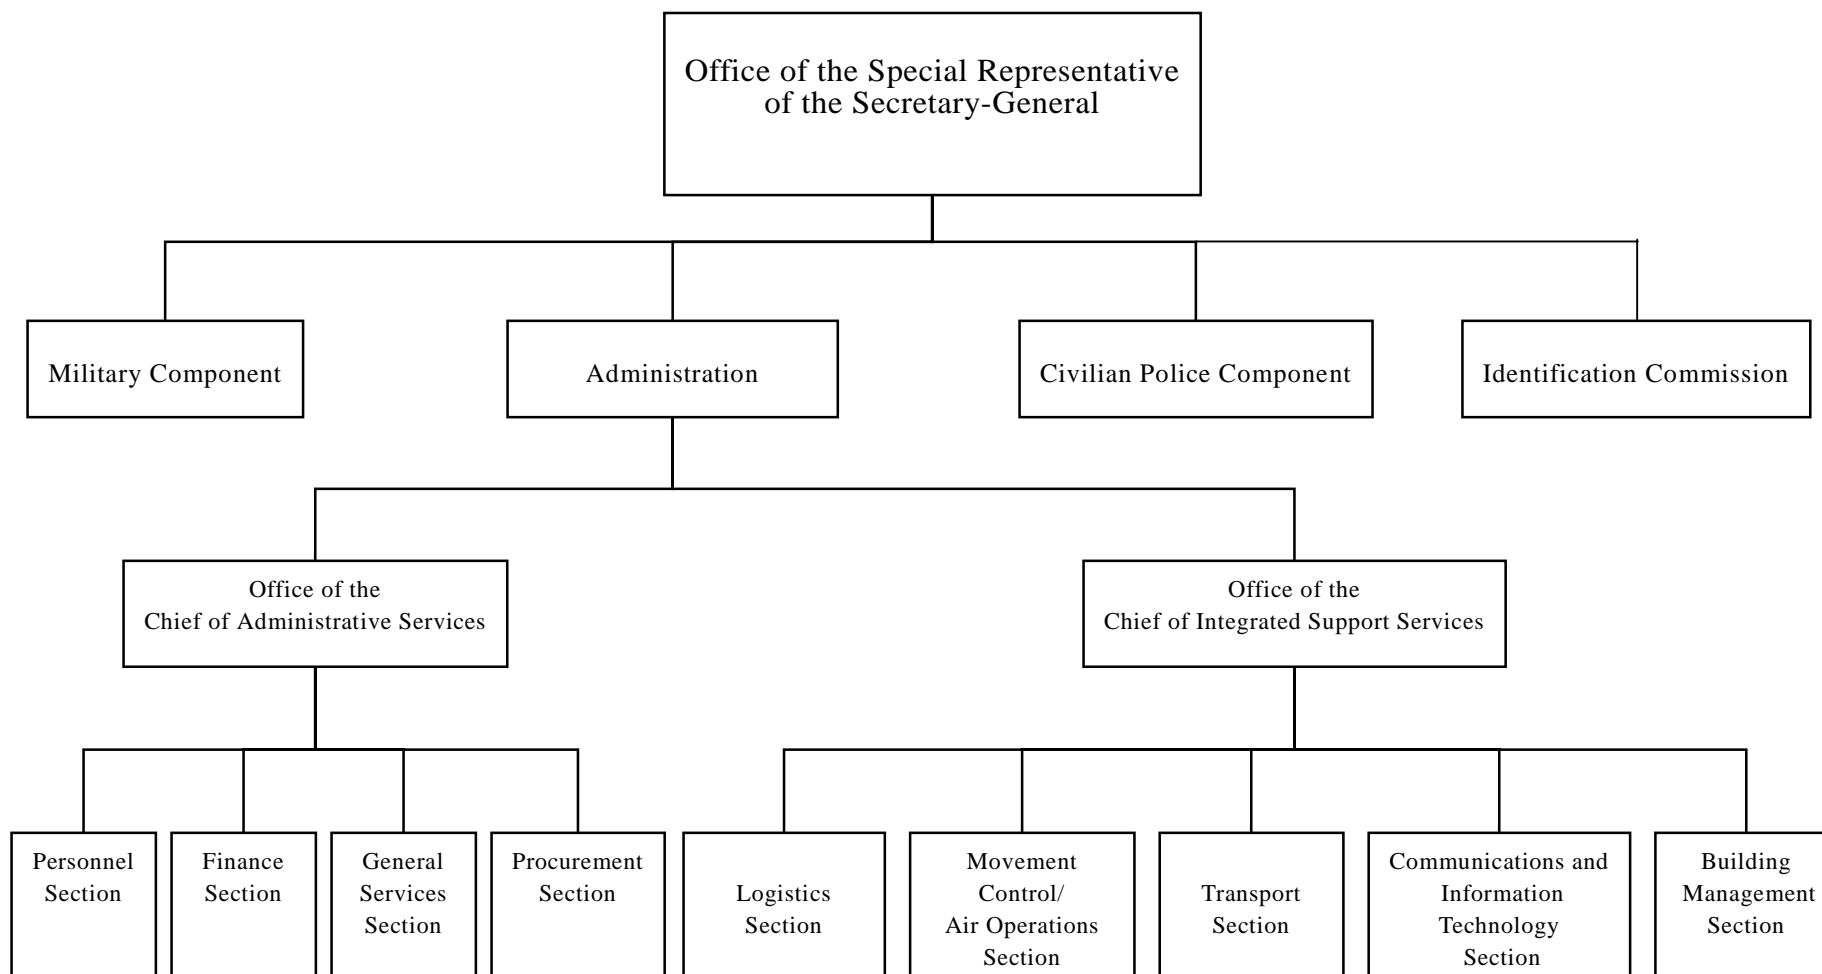 Office of the Special Representative
of the Secretary-General
Military Component
Administration
Civilian Police Component
Identification Commission
Office of the
Chief of Administrative Services
Office of the
Chief of Integrated Support Services
Personnel
Section
Finance
Section
General
Services
Section
Procurement
Section
Logistics
Section
Movement
Control/
Air Operations
Section
Transport
Section
Communications and
Information
Technology
Section
Building
Management
Section